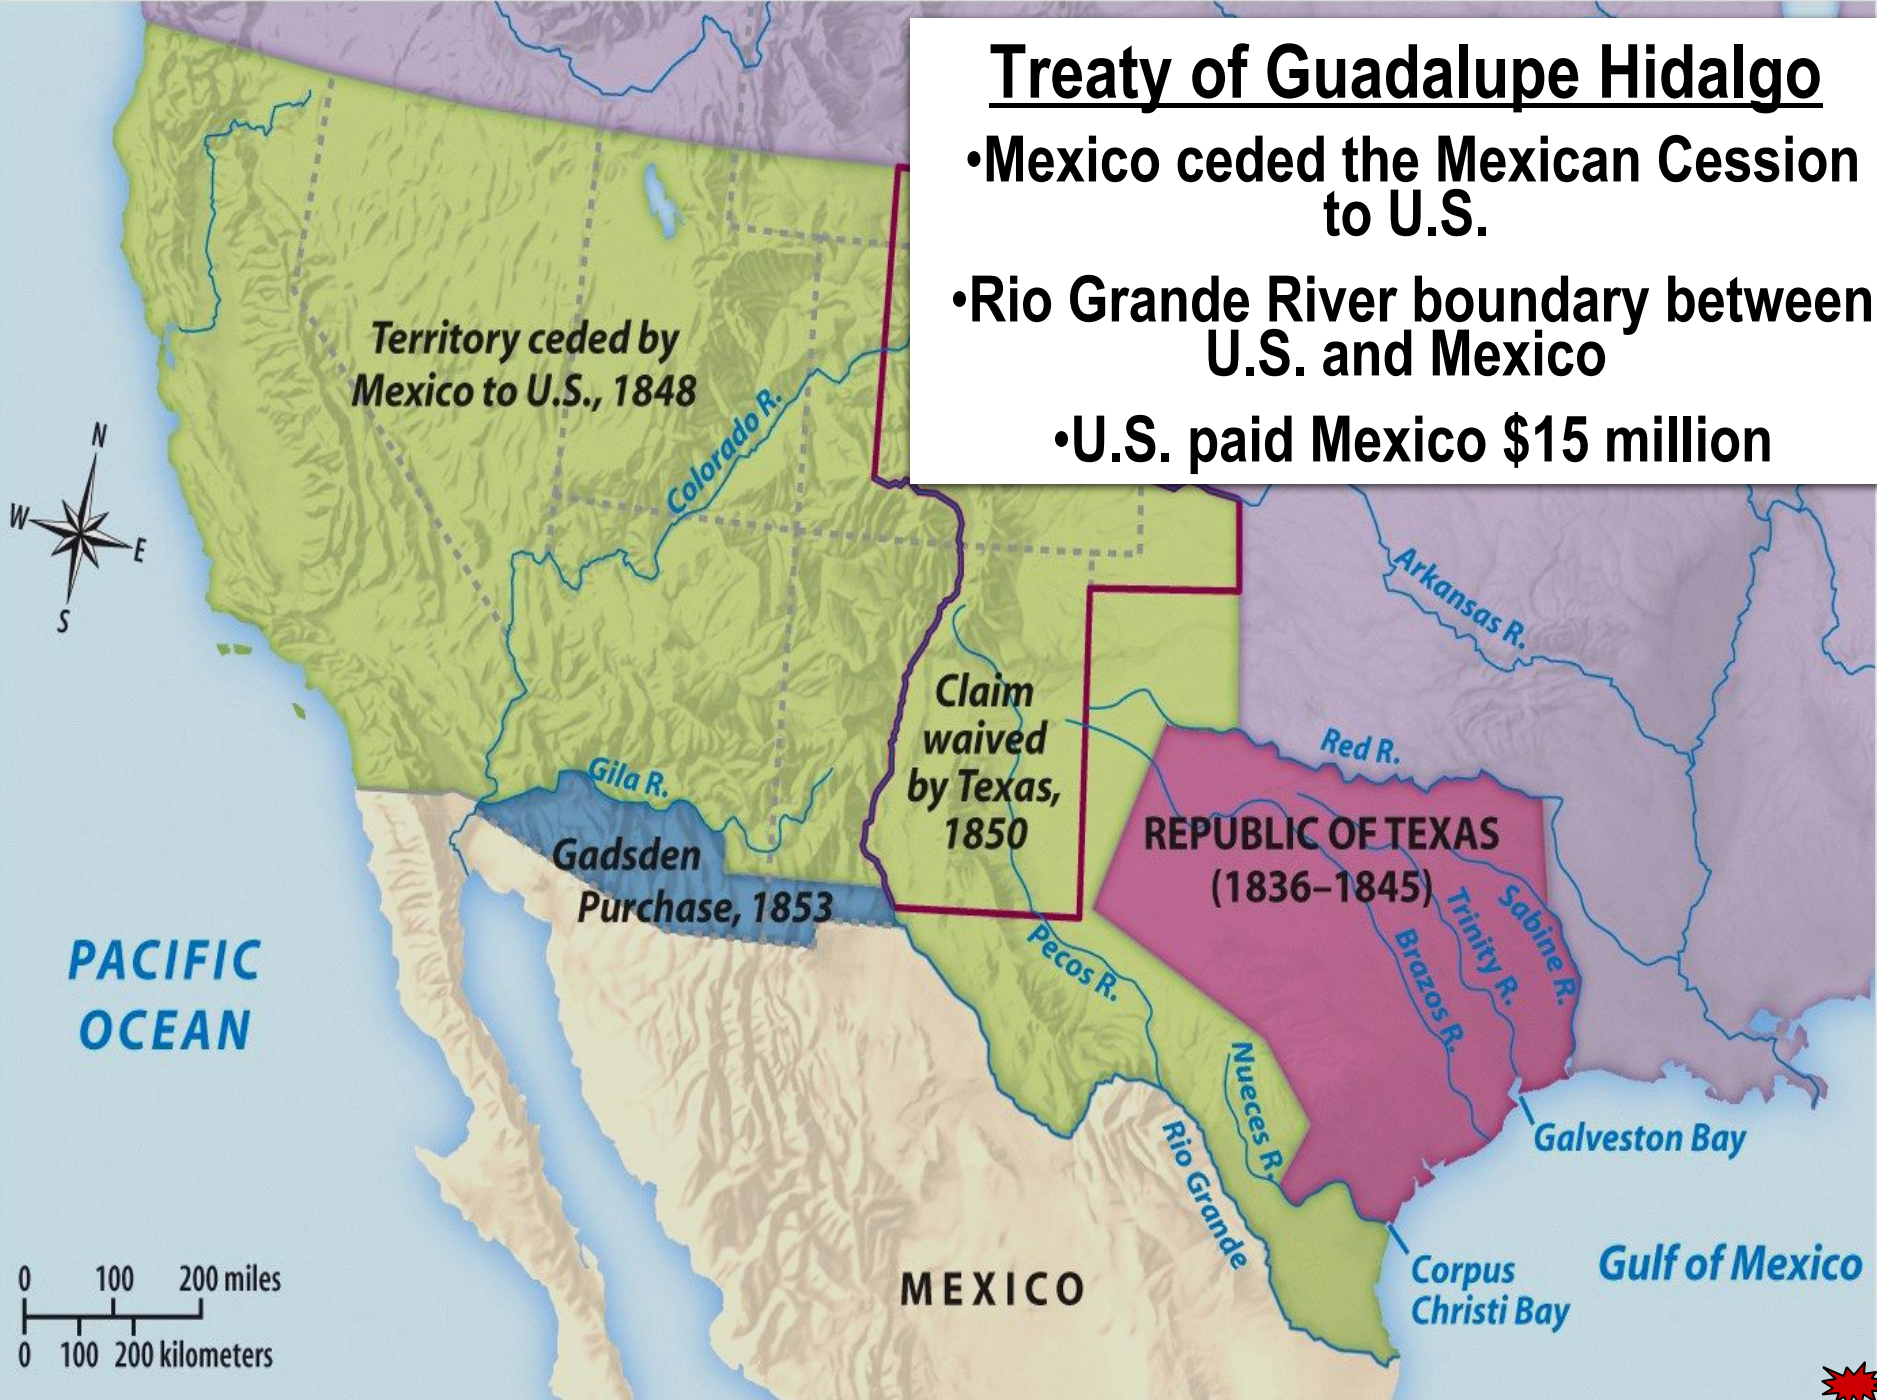 Treaty of Guadalupe Hidalgo
•Mexico ceded the Mexican Cession
to U.S.
•Rio Grande River boundary between
U.S. and Mexico
•U.S. paid Mexico $15 million
Territory ceded by
Mexico to U.S., 1848
Colorado R.
N
W
E
S
Arkansas R.
Claim
waived
by Texas,
1850
Red R.
Gila R.
REPUBLIC OF TEXAS
(1836–1845)
Gadsden
Purchase, 1853
Sabine R.
Trinity R.
Brazos R.
Pecos R.
PACIFIC
OCEAN
Nueces R.
Rio Grande
Galveston Bay
MEXICO
Corpus
Christi Bay
Gulf of Mexico
0 100 200 miles
0 100 200 kilometers